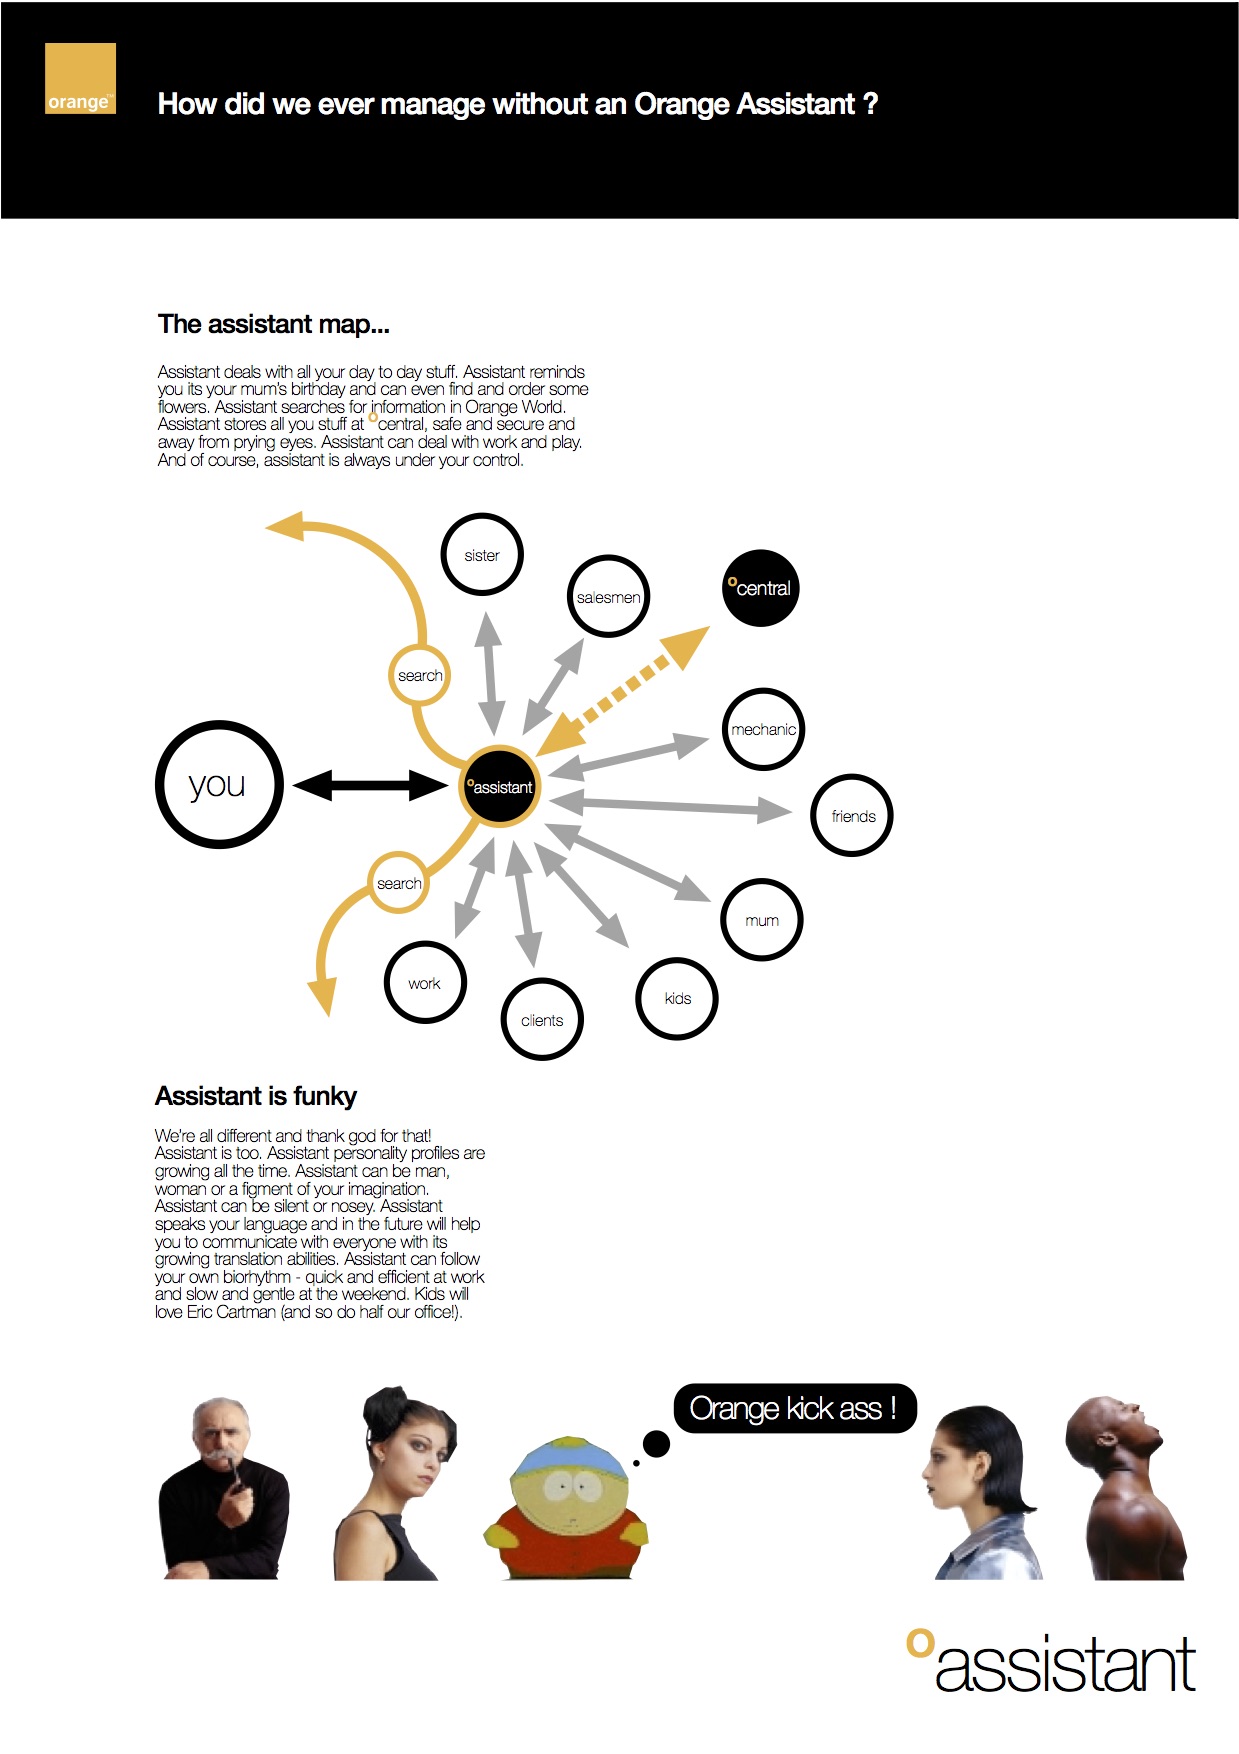 orange™
How did we ever manage without an Orange Assistant ?
The assistant map...
Assistant deals with all your day to day stuff. Assistant reminds
you its your mum's birthday and can even find and order some
flowers. Assistant searches for information in Orange World.
Assistant stores all you stuff at °central, safe and secure and
away from prying eyes. Assistant can deal with work and play.
And of course, assistant is always under your control.
sister
salesmen
°central
search
mechanic
you
°assistant
friends
search
mum
work
kids
clients
Assistant is funky
We're all different and thank god for that!
Assistant is too. Assistant personality profiles are
growing all the time. Assistant can be man,
woman or a figment of your imagination.
Assistant can be silent or nosey. Assistant
speaks your language and in the future will help
you to communicate with everyone with its
growing translation abilities. Assistant can follow
your own biorhythm - quick and efficient at work
and slow and gentle at the weekend. Kids will
love Eric Cartman (and so do half our office!).
Orange kick ass !
°assistant